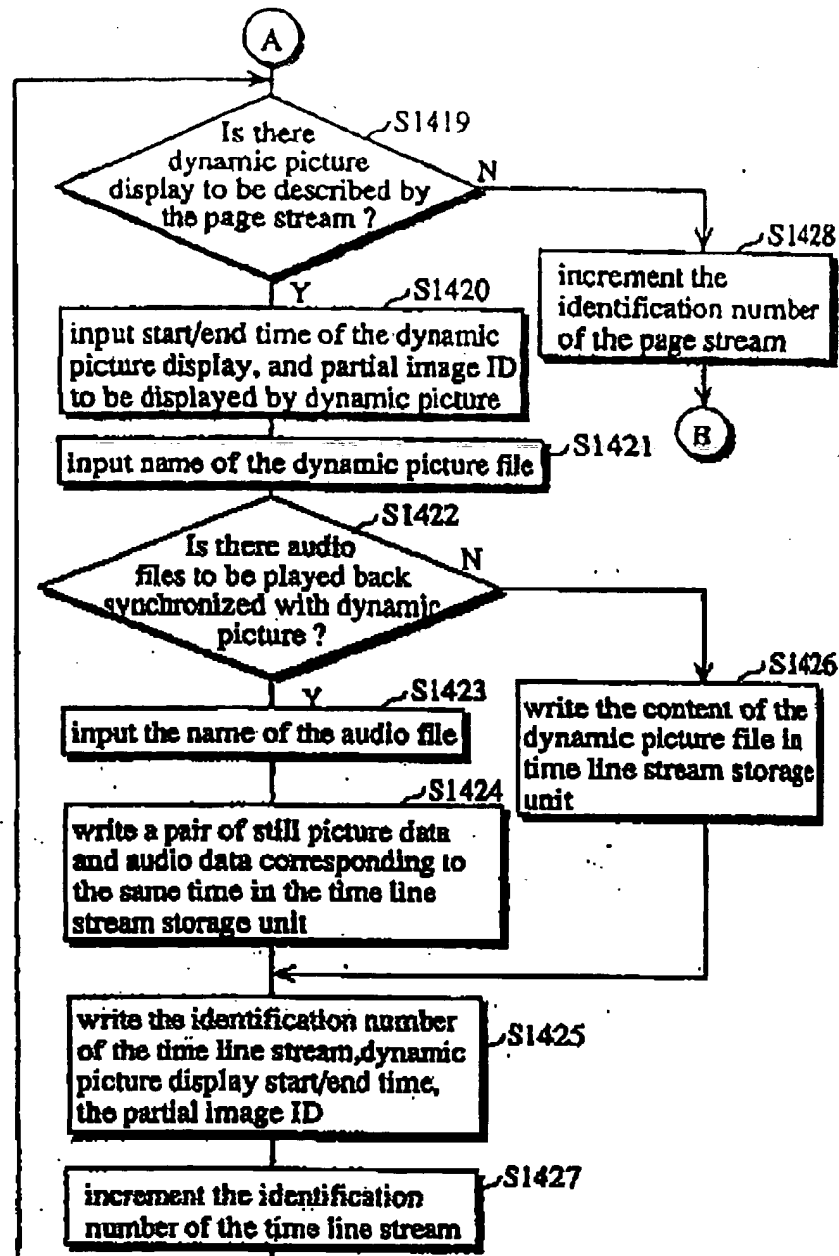 A
S1419
Is there
dynamic picture
display to be described by
the page stream ?
N
Y
S1428
increment the
identification number
of the page stream
B
S1420
input start/end time of the dynamic
picture display, and partial image ID
to be displayed by dynamic picture
S1421
input name of the dynamic picture file
S1422
Is there audio
files to be played back
synchronized with dynamic
picture ?
N
Y
S1426
write the content of the
dynamic picture file in
time line stream storage
unit
S1423
input the name of the audio file
S1424
write a pair of still picture data
and audio data corresponding to
the same time in the time line
stream storage unit
S1425
write the identification number
of the time line stream,dynamic
picture display start/end time,
the partial image ID
S1427
increment the identification
number of the time line stream